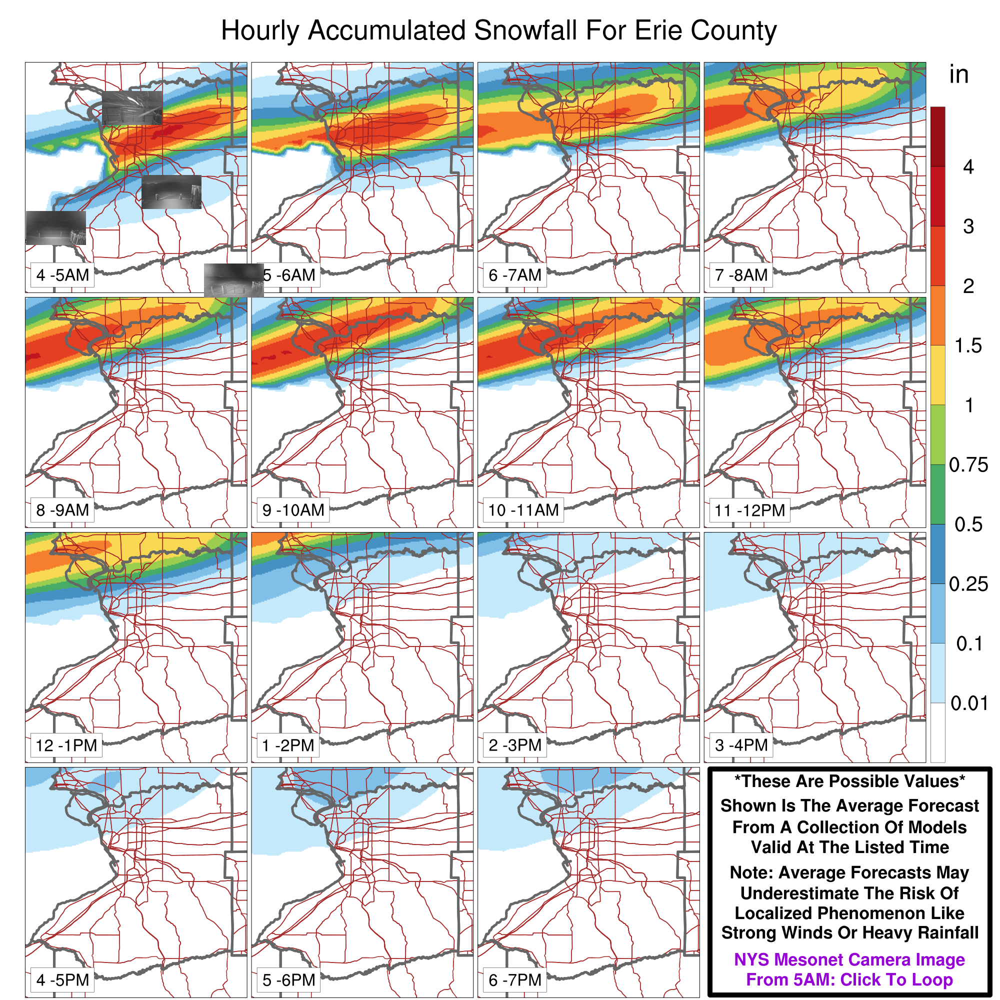 Hourly Accumulated Snowfall For Erie County
in
4 -5AM
5 -6AM
6 -7AM
7 -8AM
8 -9AM
9 -10AM
10 -11AM
11 -12PM
12 -1PM
1 -2PM
2 -3PM
3 -4PM
4 -5PM
5 -6PM
6 -7PM
4
3
2
1.5
1
0.75
0.5
0.25
0.1
0.01
*These Are Possible Values*
Shown Is The Average Forecast
From A Collection Of Models
Valid At The Listed Time
Note: Average Forecasts May
Underestimate The Risk Of
Localized Phenomenon Like
Strong Winds Or Heavy Rainfall
NYS Mesonet Camera Image
From 5AM: Click To Loop